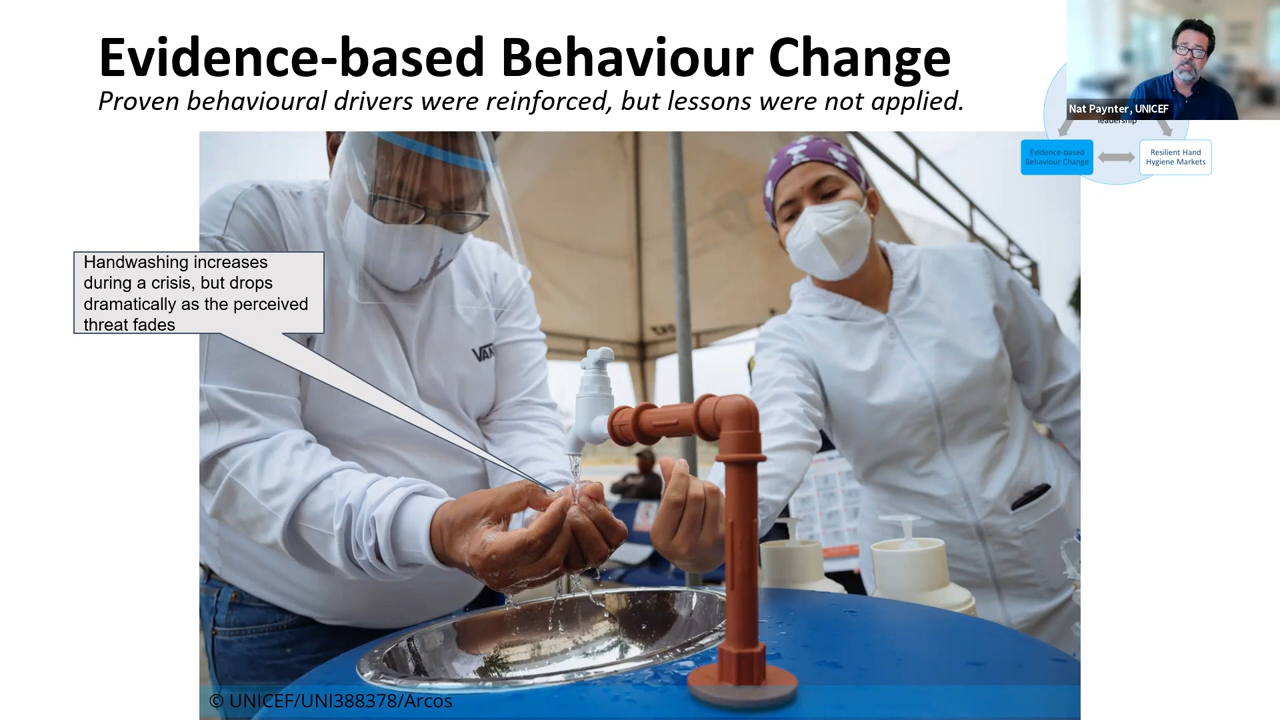 Evidence-based Behaviour Change
Proven behavioural drivers were reinforced, but lessons were not applied.
Nat Paynter, UNICEF
leadership
Evidence-based
Behaviour Change
Resilient Hand
Hygiene Markets
Handwashing increases
during a crisis, but drops
dramatically as the perceived
threat fades
VAN
© UNICEF/UNI388378/Arcos